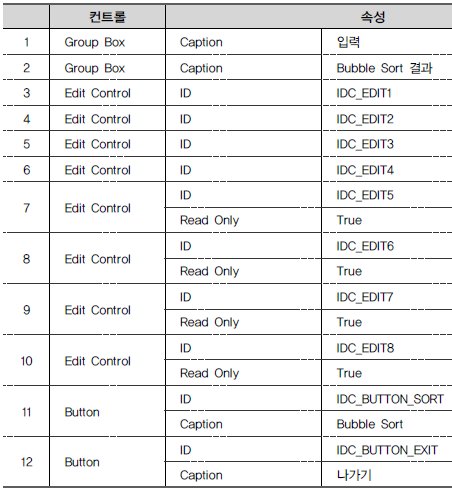 컨트롤 속성
1 Group Box Caption 입력
2 Group Box Caption Bubble Sort 결과
3 Edit Control ID IDC_EDIT1
4 Edit Control ID IDC_EDIT2
5 Edit Control ID IDC_EDIT3
6 Edit Control ID IDC_EDIT4
7 Edit Control ID IDC_EDIT5
Read Only True
8 Edit Control ID IDC_EDIT6
Read Only True
9 Edit Control ID IDC_EDIT7
Read Only True
10 Edit Control ID IDC_EDIT8
Read Only True
11 Button ID IDC_BUTTON_SORT
Caption Bubble Sort
12 Button ID IDC_BUTTON_EXIT
Caption 나가기